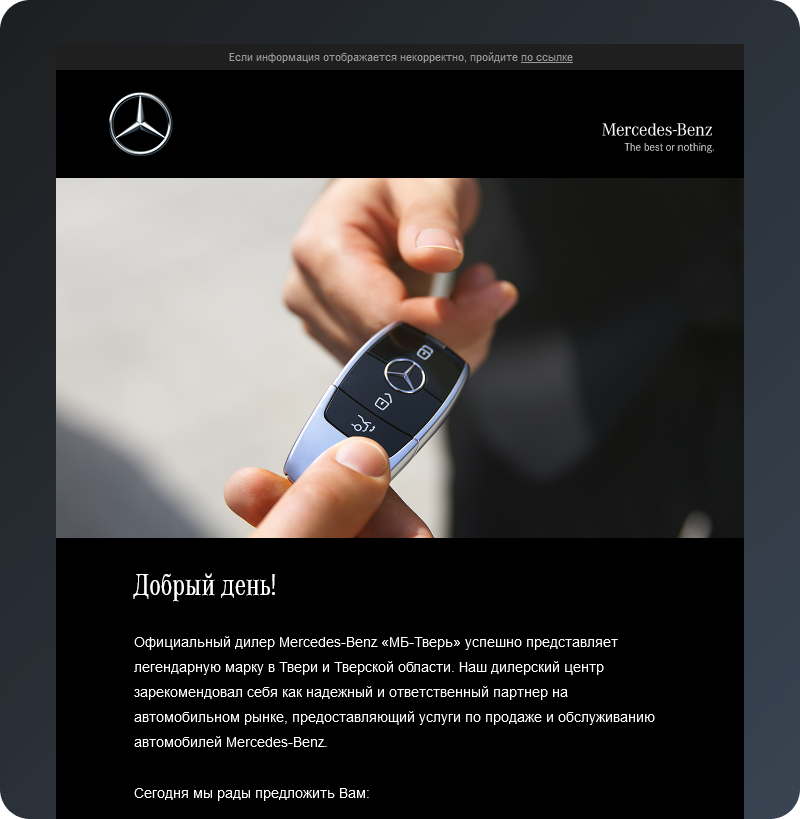 Если информация отображается некорректно, пройдите по ссылке
Mercedes-Benz
The best or nothing.
Добрый день!
Официальный дилер Mercedes-Benz «МБ-Тверь» успешно представляет
легендарную марку в Твери и Тверской области. Наш дилерский центр
зарекомендовал себя как надежный и ответственный партнер на
автомобильном рынке, предоставляющий услуги по продаже и обслуживанию
автомобилей Mercedes-Benz.
Сегодня мы рады предложить Вам: